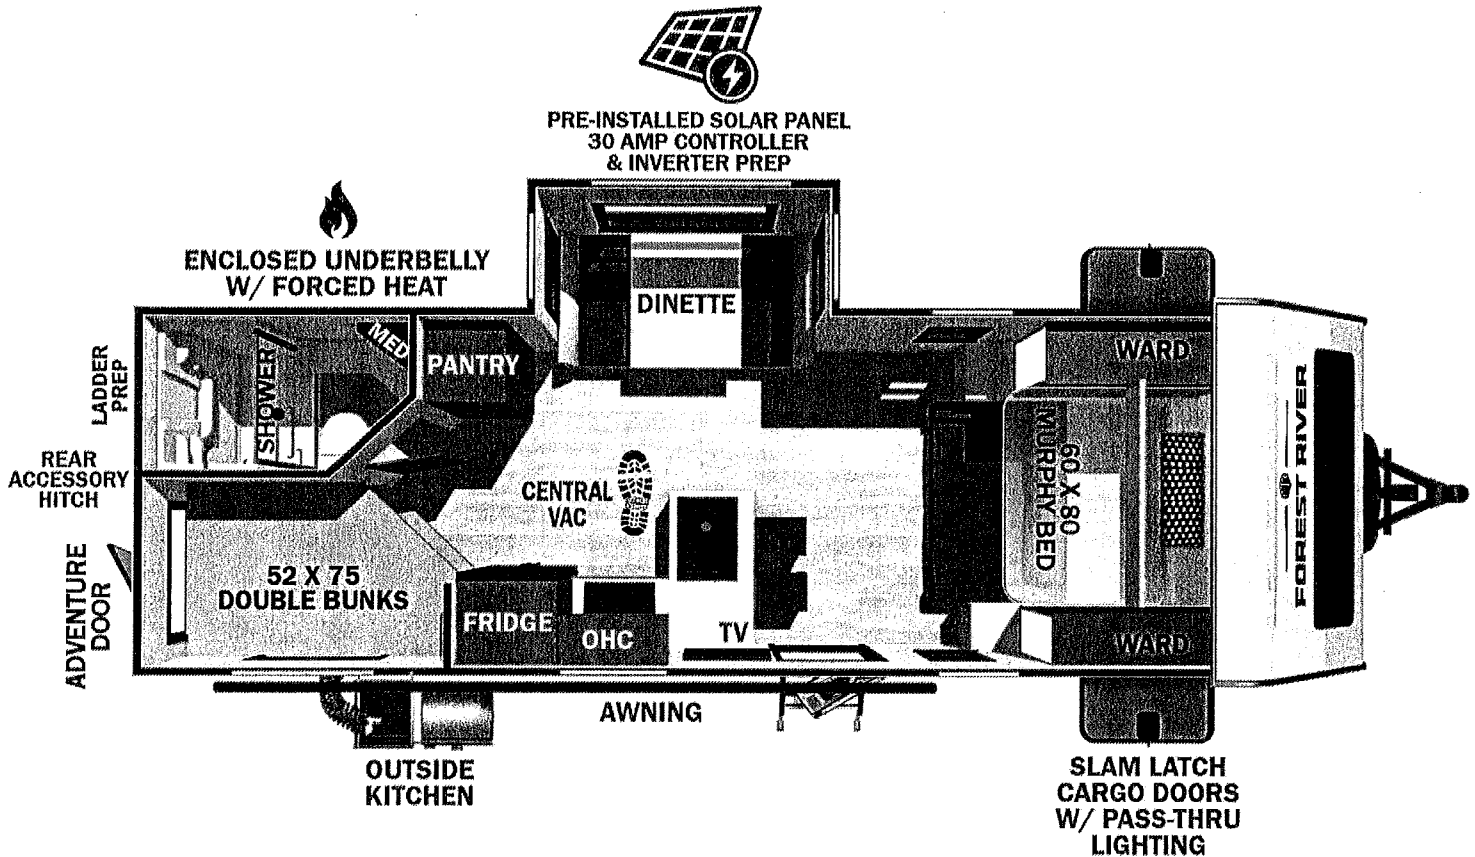 PRE-INSTALLED SOLAR PANEL
30 AMP CONTROLLER
& INVERTER PREP
ENCLOSED UNDERBELLY
W/ FORCED HEAT
DINETTE
MED
PANTRY
SHOWER
LADDER
PREP
REAR
ACCESSORY
HITCH
ADVENTURE
DOOR
CENTRAL
VAC
52 X 75
DOUBLE BUNKS
FRIDGE
OHC
TV
WARD
60 X 80
MURPHY BED
WARD
FOREST RIVER
AWNING
OUTSIDE
KITCHEN
SLAM LATCH
CARGO DOORS
W/ PASS-THRU
LIGHTING